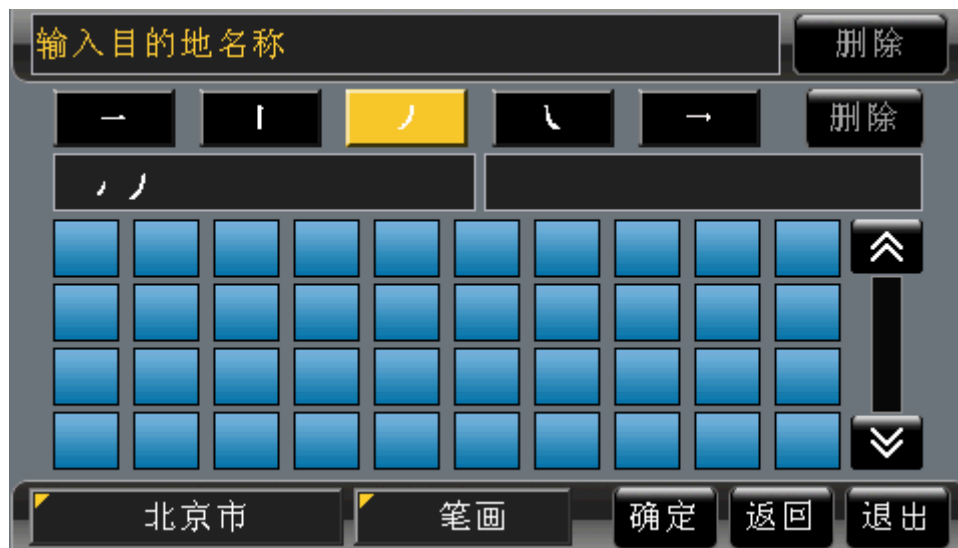 输入目的地名称 删除
一 丨 丿 ㇏ → 删除
丿丿
北京市 笔画 确定 返回 退出